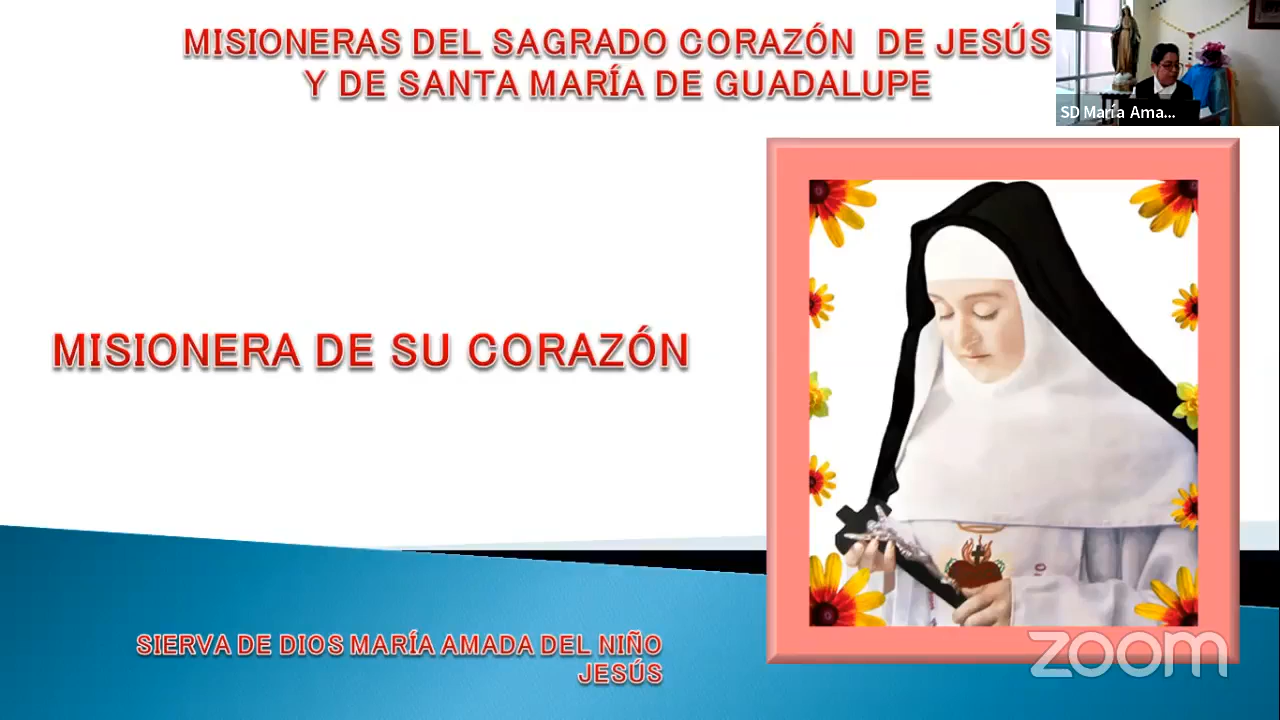 MISIONERAS DEL SAGRADO CORAZÓN DE JESÚS
Y DE SANTA MARÍA DE GUADALUPE
SD María Ama...
MISIONERA DE SU CORAZÓN
SIERVA DE DIOS MARÍA AMADA DEL NIÑO
JESÚS
zoom